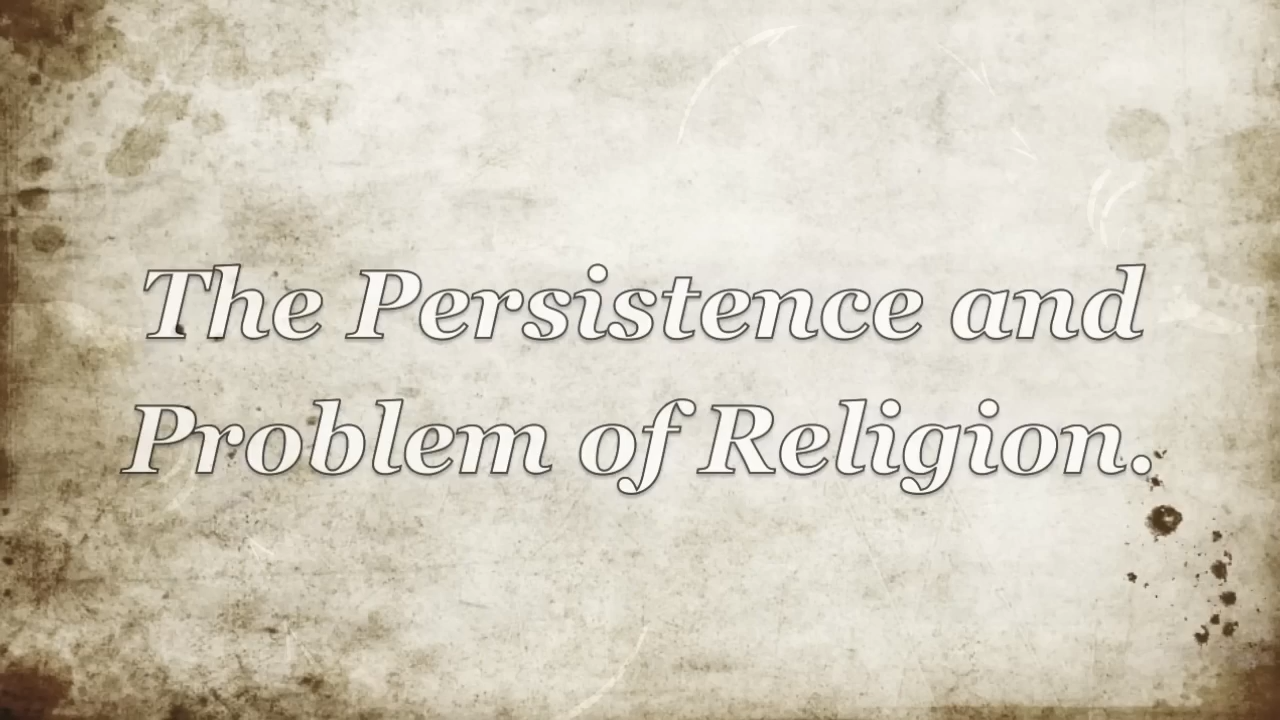 The Persistence and
Problem of Religion.